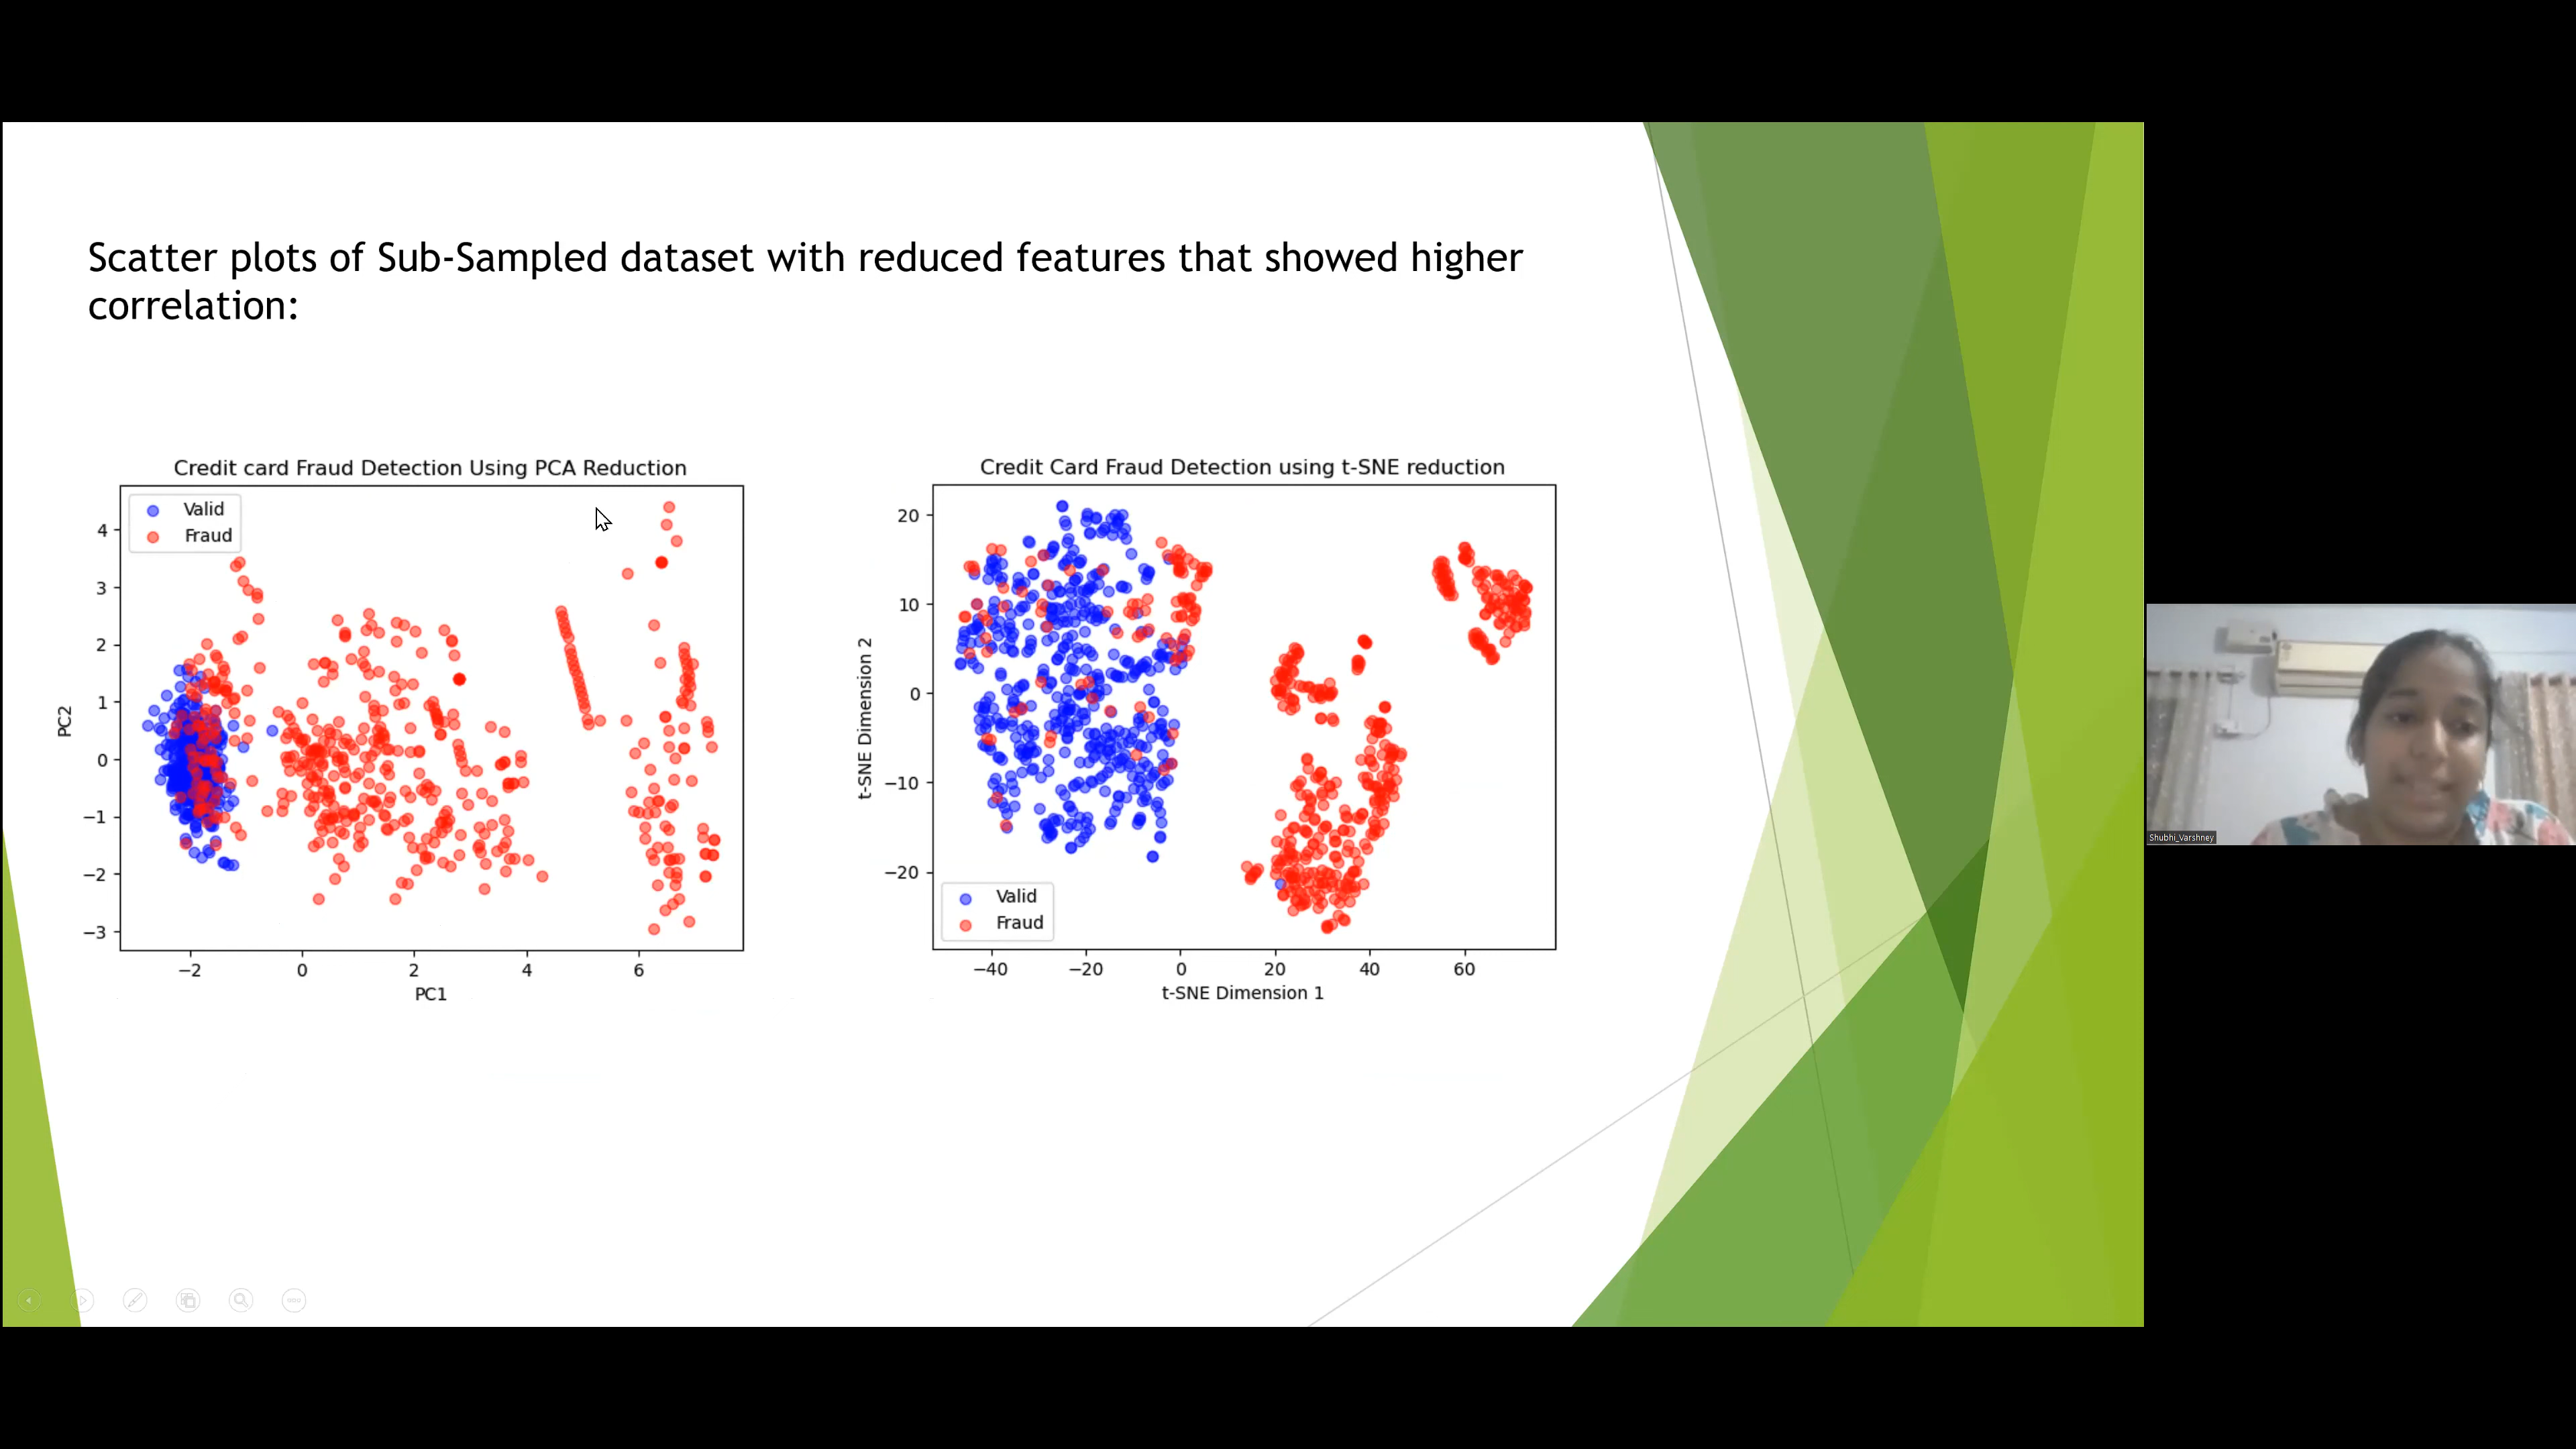 Scatter plots of Sub-Sampled dataset with reduced features that showed higher
correlation:
Credit card Fraud Detection Using PCA Reduction
Valid
Fraud
4
3
2
1
0
−1
−2
−3
PC2
−2 0 2 4 6
PC1
Credit Card Fraud Detection using t-SNE reduction
20
10
0
−10
−20
t-SNE Dimension 2
Valid
Fraud
−40 −20 0 20 40 60
t-SNE Dimension 1
Shubhi_Varshney